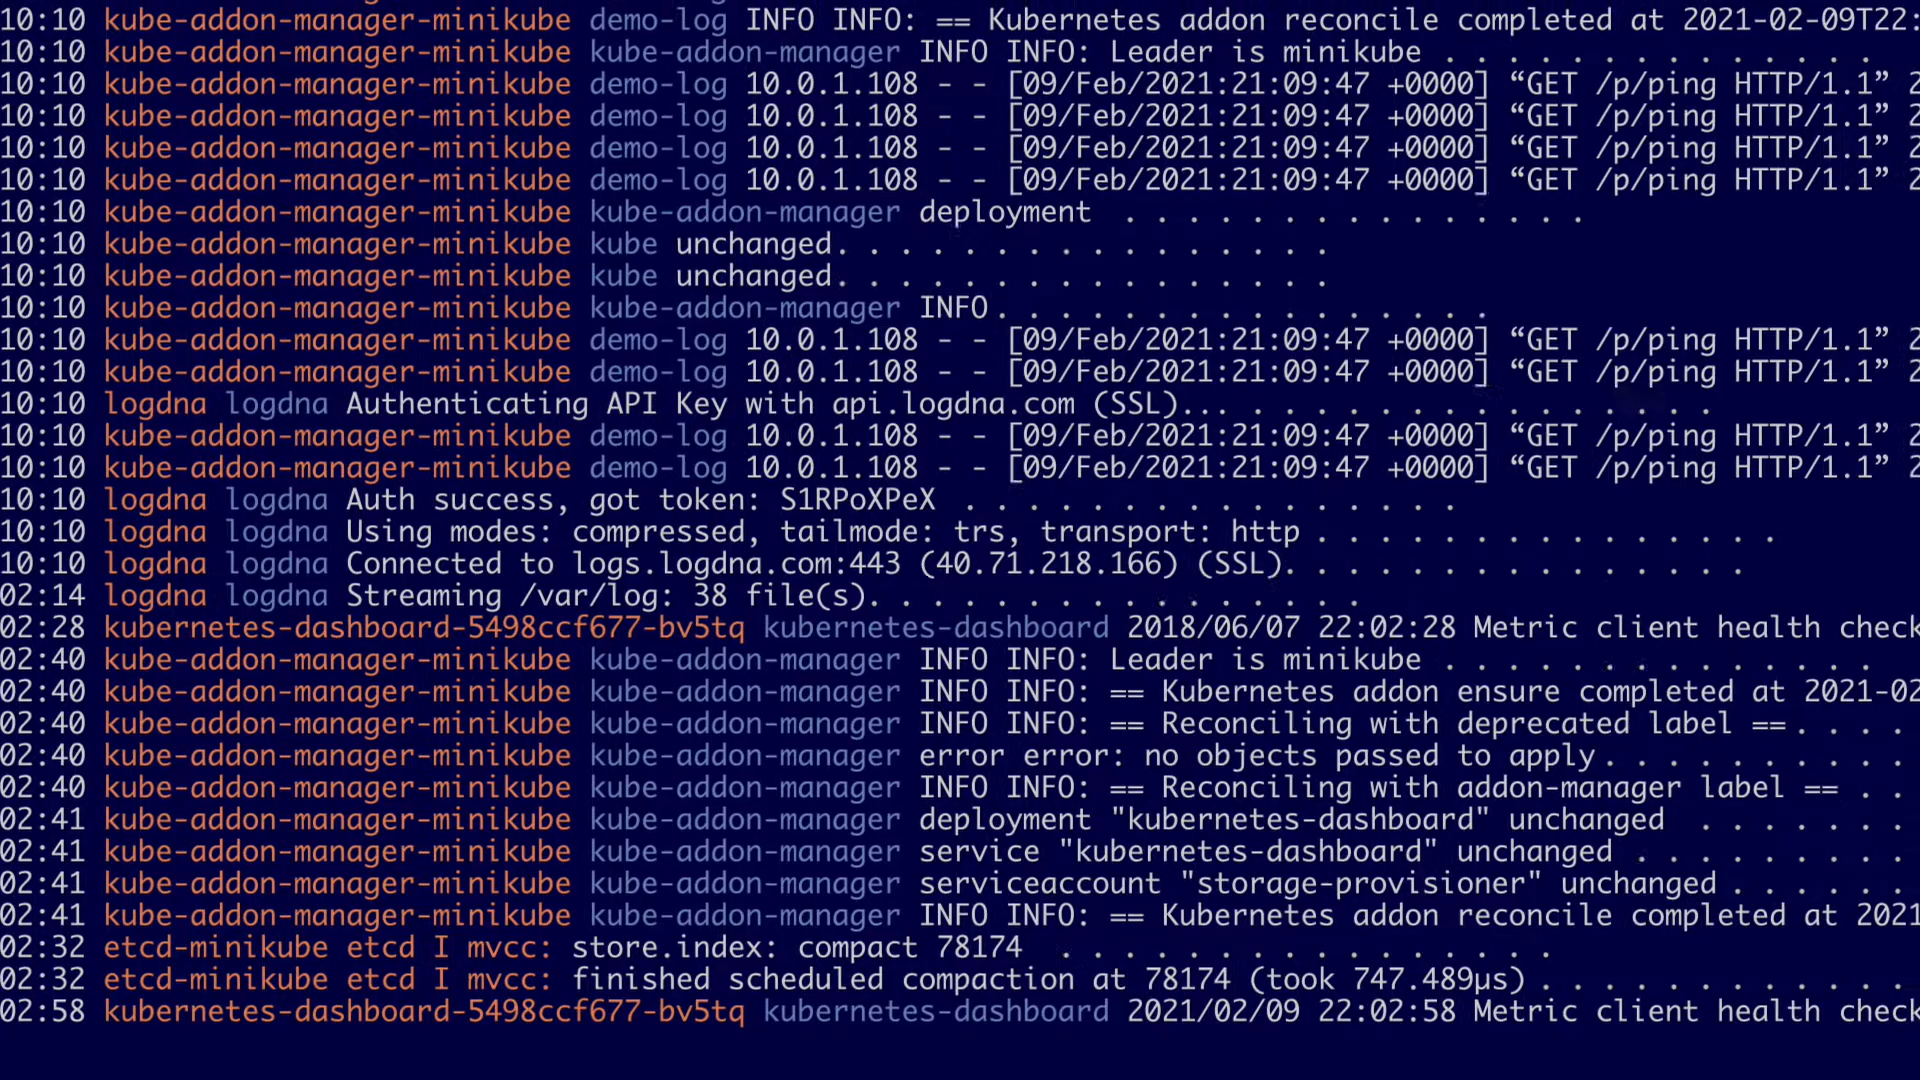 10:10 kube-addon-manager-minikube demo-log INFO INFO: == Kubernetes addon reconcile completed at 2021-02-09T22:
10:10 kube-addon-manager-minikube kube-addon-manager INFO INFO: Leader is minikube . . . . . . . . . . . . .
10:10 kube-addon-manager-minikube demo-log 10.0.1.108 - - [09/Feb/2021:21:09:47 +0000] “GET /p/ping HTTP/1.1” 2
10:10 kube-addon-manager-minikube demo-log 10.0.1.108 - - [09/Feb/2021:21:09:47 +0000] “GET /p/ping HTTP/1.1” 2
10:10 kube-addon-manager-minikube demo-log 10.0.1.108 - - [09/Feb/2021:21:09:47 +0000] “GET /p/ping HTTP/1.1” 2
10:10 kube-addon-manager-minikube demo-log 10.0.1.108 - - [09/Feb/2021:21:09:47 +0000] “GET /p/ping HTTP/1.1” 2
10:10 kube-addon-manager-minikube kube-addon-manager deployment . . . . . . . . . . . . . . .
10:10 kube-addon-manager-minikube kube unchanged. . . . . . . . . . . . . . . .
10:10 kube-addon-manager-minikube kube unchanged. . . . . . . . . . . . . . . .
10:10 kube-addon-manager-minikube kube-addon-manager INFO. . . . . . . . . . . . . . . .
10:10 kube-addon-manager-minikube demo-log 10.0.1.108 - - [09/Feb/2021:21:09:47 +0000] “GET /p/ping HTTP/1.1” 2
10:10 kube-addon-manager-minikube demo-log 10.0.1.108 - - [09/Feb/2021:21:09:47 +0000] “GET /p/ping HTTP/1.1” 2
10:10 logdna logdna Authenticating API Key with api.logdna.com (SSL)... . . . . . . . . . . . . . . .
10:10 kube-addon-manager-minikube demo-log 10.0.1.108 - - [09/Feb/2021:21:09:47 +0000] “GET /p/ping HTTP/1.1” 2
10:10 kube-addon-manager-minikube demo-log 10.0.1.108 - - [09/Feb/2021:21:09:47 +0000] “GET /p/ping HTTP/1.1” 2
10:10 logdna logdna Auth success, got token: S1RPoXPeX . . . . . . . . . . . . . . .
10:10 logdna logdna Using modes: compressed, tailmode: trs, transport: http . . . . . . . . . . . . . . .
10:10 logdna logdna Connected to logs.logdna.com:443 (40.71.218.166) (SSL). . . . . . . . . . . . . . .
02:14 logdna logdna Streaming /var/log: 38 file(s). . . . . . . . . . . . . . . .
02:28 kubernetes-dashboard-5498ccf677-bv5tq kubernetes-dashboard 2018/06/07 22:02:28 Metric client health check
02:40 kube-addon-manager-minikube kube-addon-manager INFO INFO: Leader is minikube . . . . . . . . . . . . .
02:40 kube-addon-manager-minikube kube-addon-manager INFO INFO: == Kubernetes addon ensure completed at 2021-02
02:40 kube-addon-manager-minikube kube-addon-manager INFO INFO: == Reconciling with deprecated label ==. . . .
02:40 kube-addon-manager-minikube kube-addon-manager error error: no objects passed to apply. . . . . . . . . .
02:40 kube-addon-manager-minikube kube-addon-manager INFO INFO: == Reconciling with addon-manager label == . .
02:41 kube-addon-manager-minikube kube-addon-manager deployment "kubernetes-dashboard" unchanged . . . . . . .
02:41 kube-addon-manager-minikube kube-addon-manager service "kubernetes-dashboard" unchanged . . . . . . . . .
02:41 kube-addon-manager-minikube kube-addon-manager serviceaccount "storage-provisioner" unchanged . . . . . .
02:41 kube-addon-manager-minikube kube-addon-manager INFO INFO: == Kubernetes addon reconcile completed at 2021
02:32 etcd-minikube etcd I mvcc: store.index: compact 78174 . . . . . . . . . . . . . . . .
02:32 etcd-minikube etcd I mvcc: finished scheduled compaction at 78174 (took 747.489µs). . . . . . . . . . . .
02:58 kubernetes-dashboard-5498ccf677-bv5tq kubernetes-dashboard 2021/02/09 22:02:58 Metric client health check